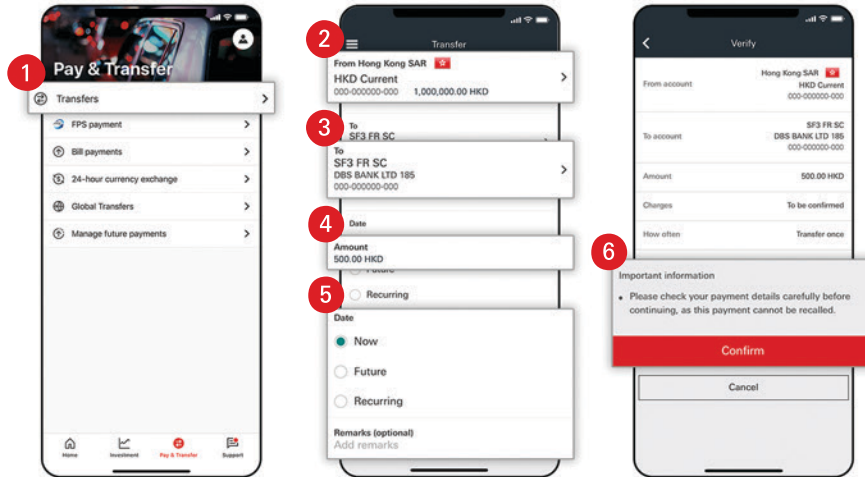 Pay & Transfer
1
Transfers
FPS payment
Bill payments
24-hour currency exchange
Global Transfers
Manage future payments
Home
Investment
Pay & Transfer
Support
2
Transfer
From Hong Kong SAR
HKD Current
000-000000-000 1,000,000.00 HKD
3
To
SF3 FR SC
To
SF3 FR SC
DBS BANK LTD 185
000-000000-000
4
Date
Amount
500.00 HKD
Future
Recurring
5
Date
Now
Future
Recurring
Remarks (optional)
Add remarks
Verify
From account
Hong Kong SAR
HKD Current
000-000000-000
To account
SF3 FR SC
DBS BANK LTD 185
000-000000-000
Amount 500.00 HKD
Charges To be confirmed
How often Transfer once
6
Important information
• Please check your payment details carefully before
continuing, as this payment cannot be recalled.
Confirm
Cancel